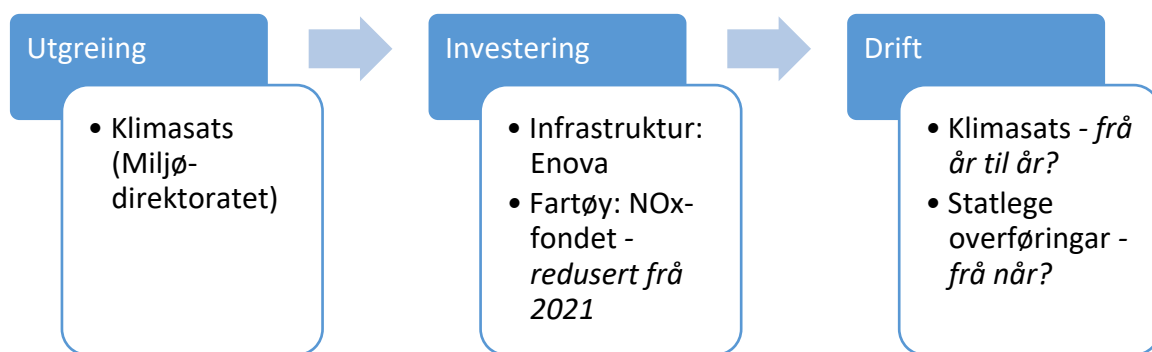 Utgreiing
• Klimasats
(Miljø-
direktoratet)
Investering
• Infrastruktur:
Enova
• Fartøy: NOx-
fondet -
redusert frå
2021
Drift
• Klimasats - frå
år til år?
• Statlege
overføringar -
frå når?